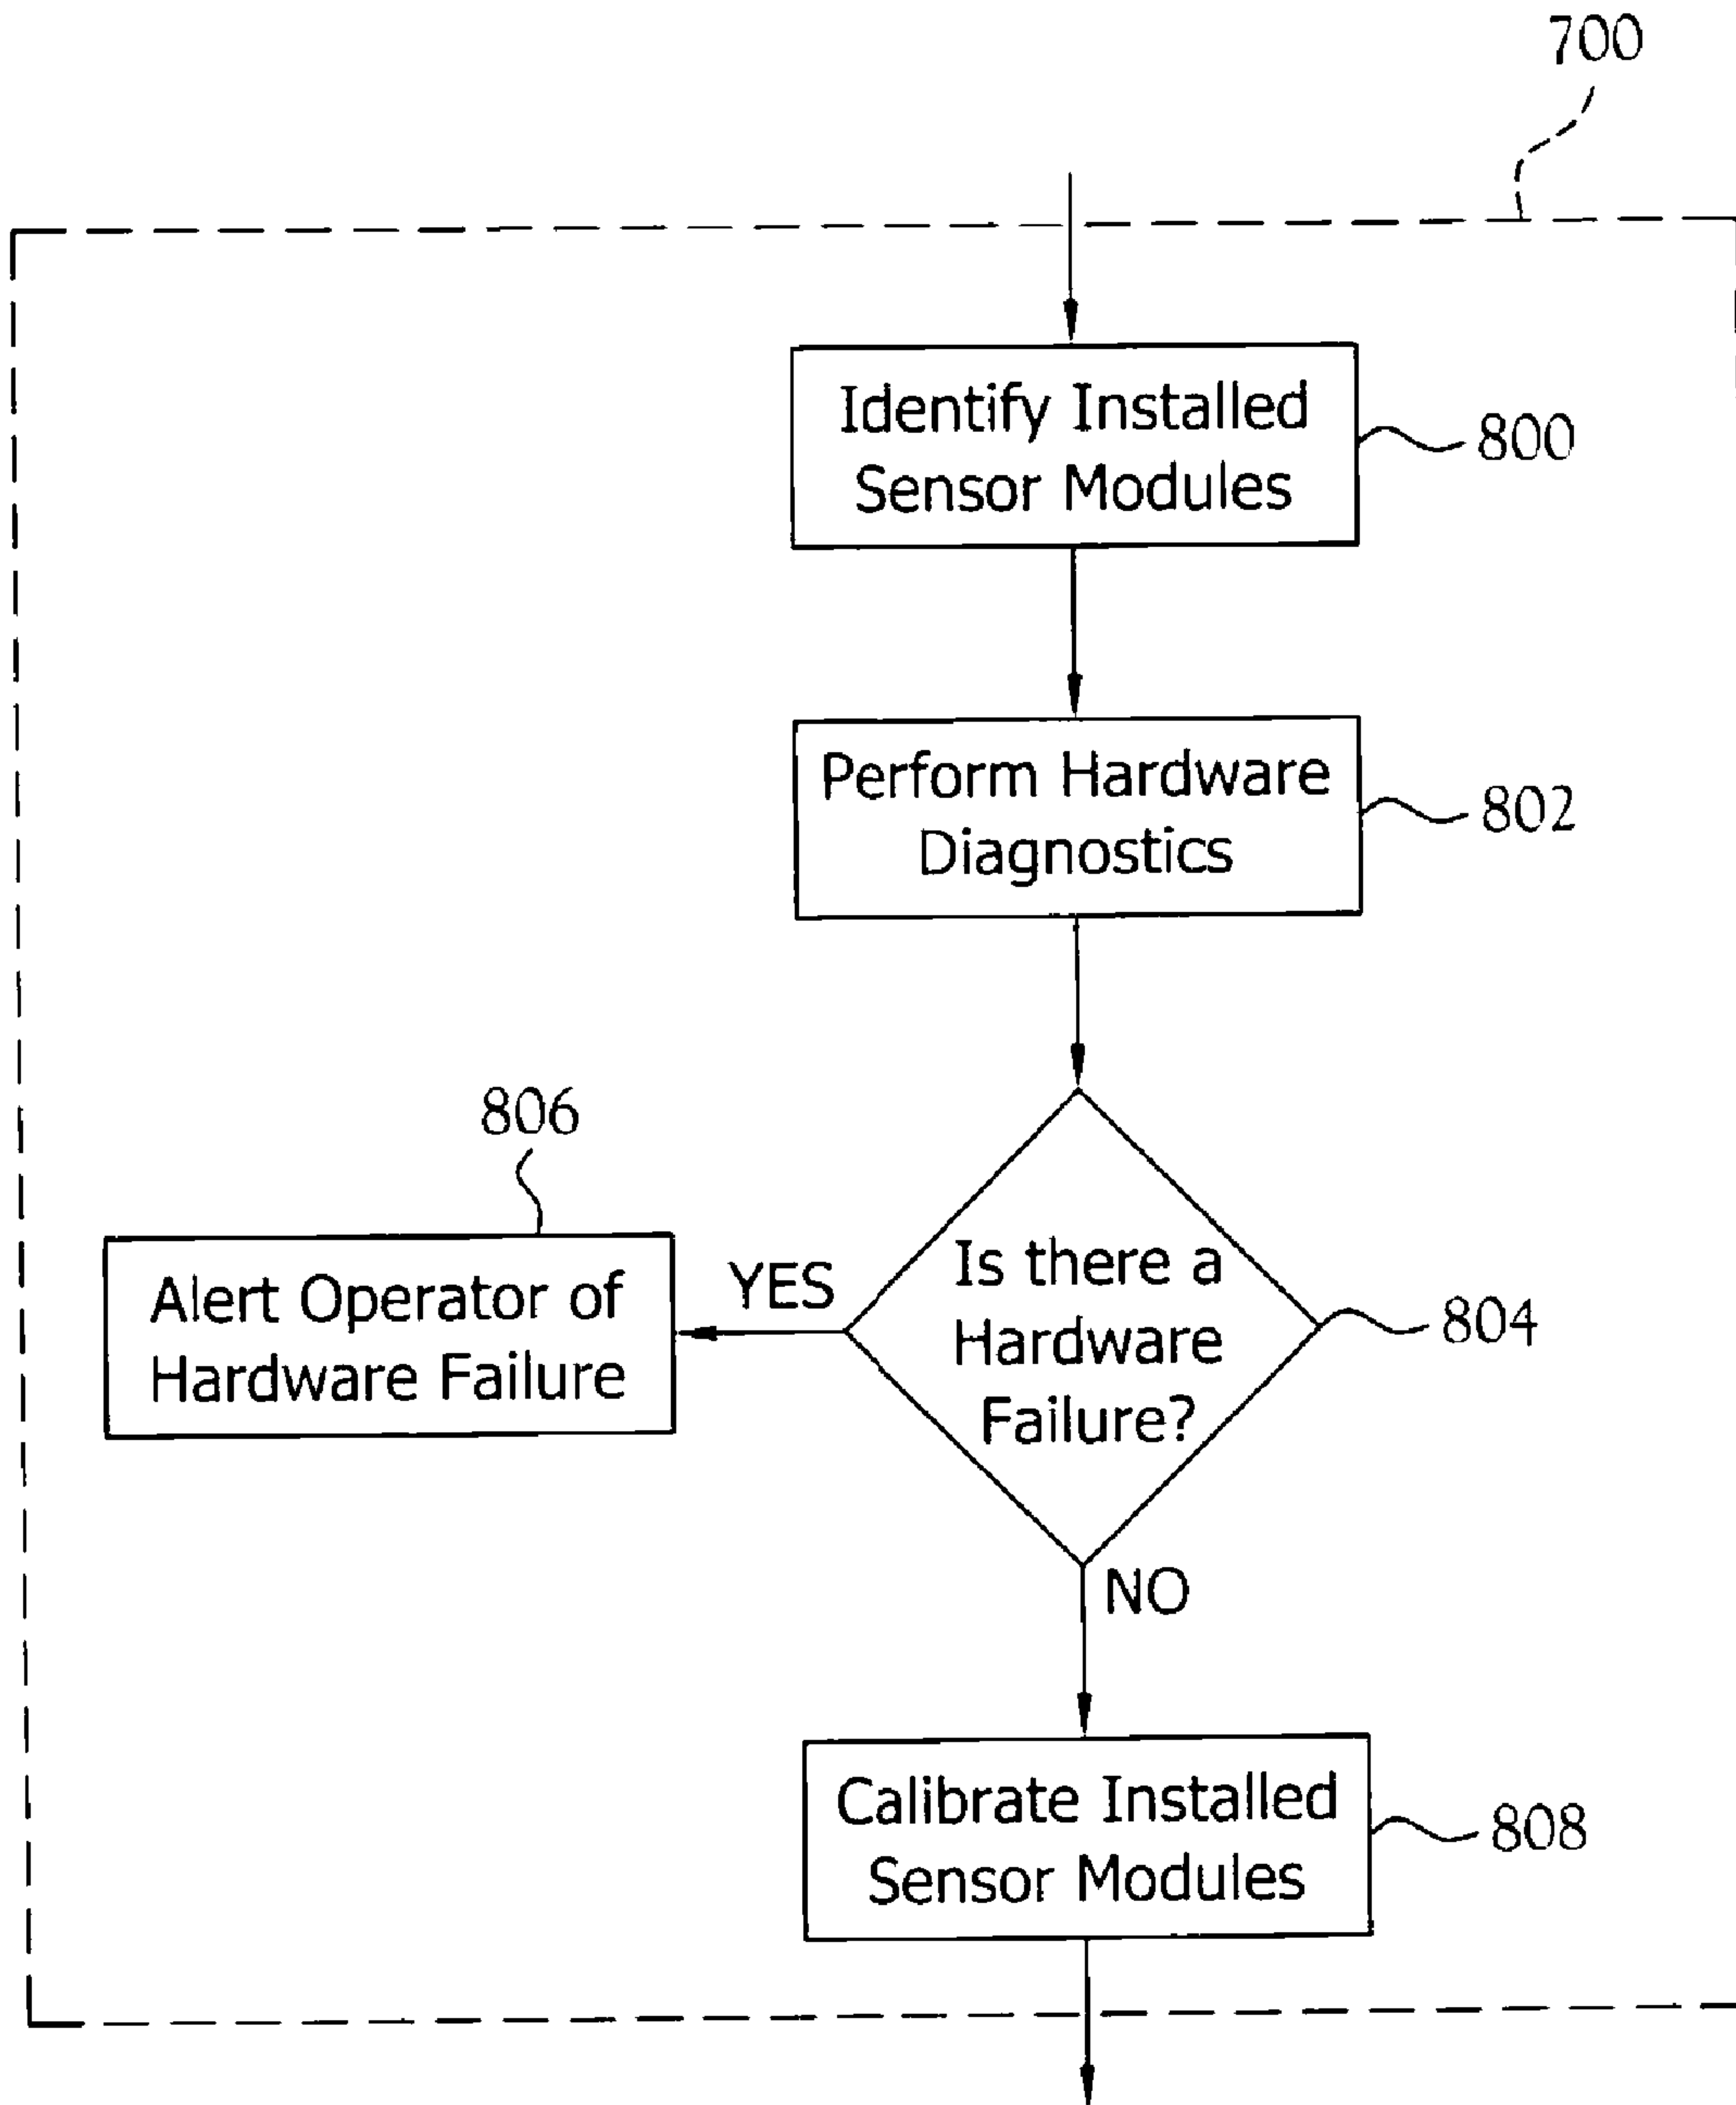 700
Identify Installed
Sensor Modules
800
Perform Hardware
Diagnostics
802
806
Alert Operator of
Hardware Failure
YES
Is there a
Hardware
Failure?
804
NO
Calibrate Installed
Sensor Modules
808